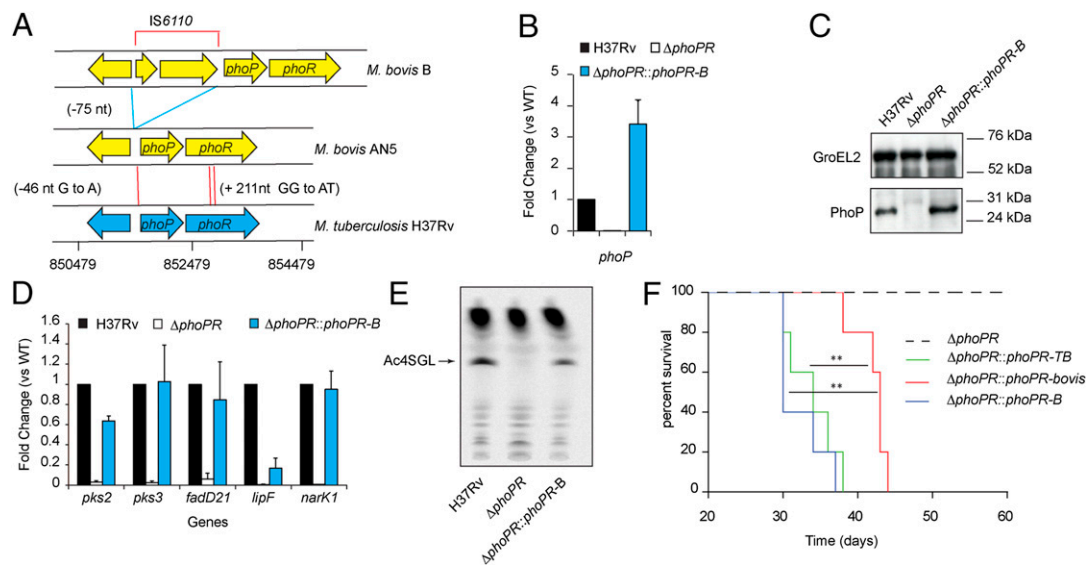 A
IS6110
phoP
phoR
M. bovis B
(-75 nt)
phoP
phoR
M. bovis AN5
(-46 nt G to A)
(+ 211nt GG to AT)
phoP
phoR
M. tuberculosis H37Rv
850479
852479
854479
B
H37Rv
ΔphoPR
ΔphoPR::phoPR-B
Fold Change (vs WT)
5
4
3
2
1
0
phoP
C
H37Rv
ΔphoPR
ΔphoPR::phoPR-B
GroEL2
76 kDa
52 kDa
PhoP
31 kDa
24 kDa
D
H37Rv
ΔphoPR
ΔphoPR::phoPR-B
Fold Change (vs WT)
1.6
1.4
1.2
1
0.8
0.6
0.4
0.2
0
pks2
pks3
fadD21
lipF
narK1
Genes
E
Ac4SGL
H37Rv
ΔphoPR
ΔphoPR::phoPR-B
F
percent survival
100
80
60
40
20
0
**
**
20
30
40
50
60
Time (days)
ΔphoPR
ΔphoPR::phoPR-TB
ΔphoPR::phoPR-bovis
ΔphoPR::phoPR-B